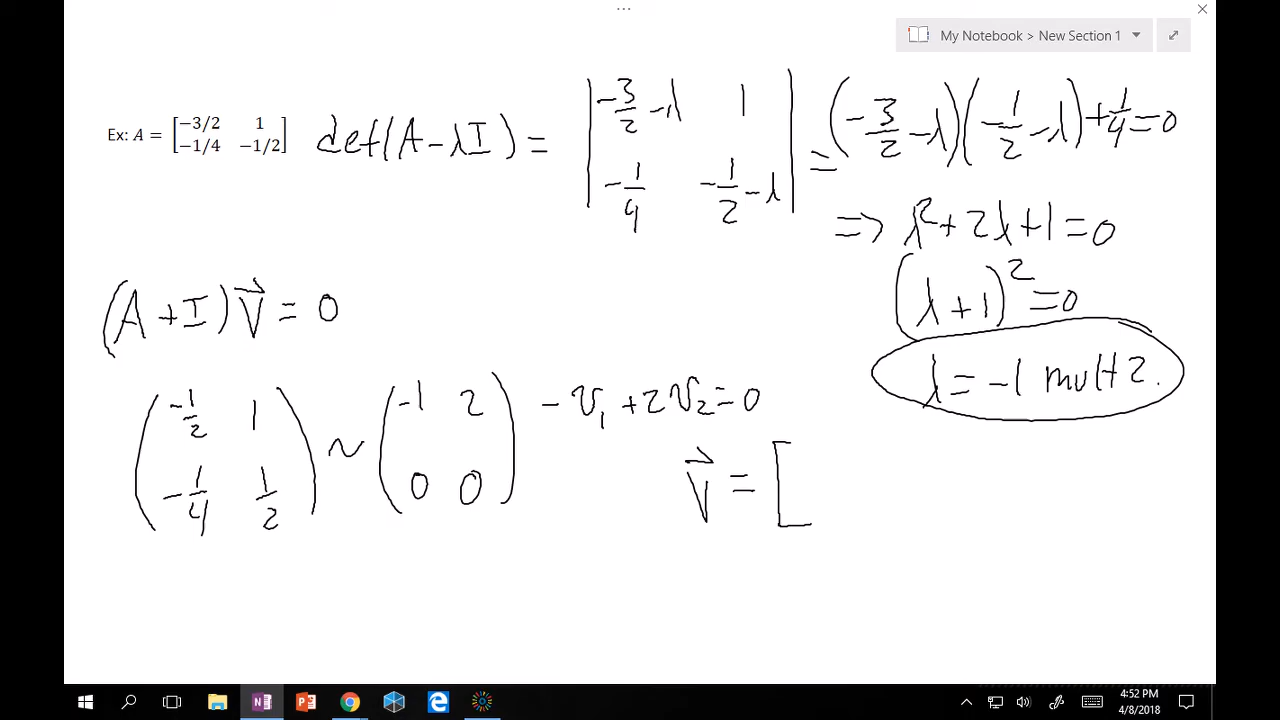 My Notebook > New Section 1
Ex: A = [−3/2 1
−1/4 −1/2] det(A − λI) = | −3/2 − λ 1
−1/4 −1/2 − λ | = (−3/2 − λ)(−1/2 − λ) + 1/4 = 0
=> λ² + 2λ + 1 = 0
(λ + 1)² = 0
λ = −1 mult 2.
(A + I) v⃗ = 0
( −1/2 1
−1/4 1/2 ) ~ ( −1 2
0 0 ) − v₁ + 2v₂ = 0
v⃗ = [
4:52 PM
4/8/2018